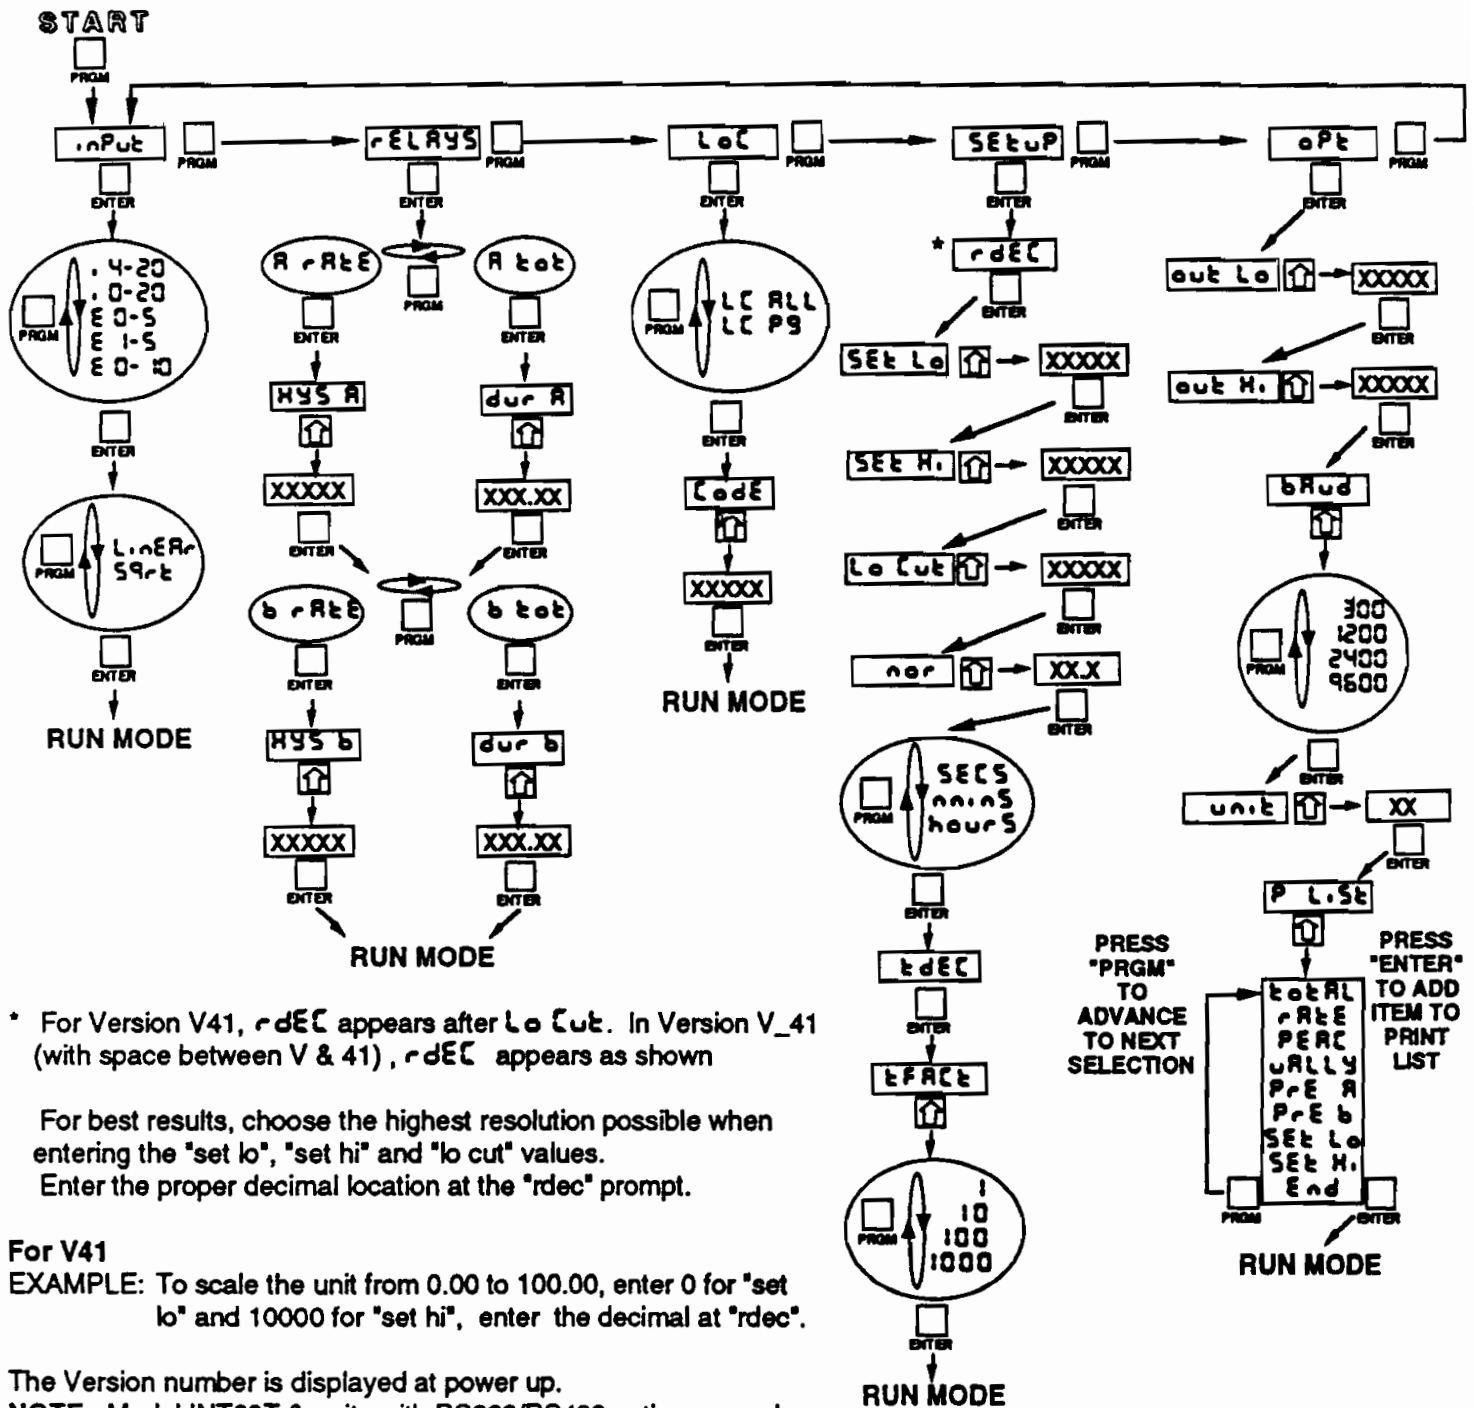 START
PRGM
inPut
PRGM
rELAYS
PRGM
LoC
PRGM
SEtuP
PRGM
oPt
PRGM
ENTER
ENTER
ENTER
ENTER
ENTER
PRGM
i 4-20
i 0-20
E 0-5
E 1-5
E 0-10
ENTER
PRGM
LinEAr
Sqrt
ENTER
RUN MODE
A rAtE
PRGM
A tot
ENTER
ENTER
HYS A
dur A
XXXXX
XXX.XX
ENTER
ENTER
b rAtE
PRGM
b tot
ENTER
ENTER
HYS b
dur b
XXXXX
XXX.XX
ENTER
ENTER
RUN MODE
PRGM
LC ALL
LC Pg
ENTER
CodE
XXXXX
ENTER
RUN MODE
* rdEC
ENTER
SEt Lo
XXXXX
ENTER
SEt Hi
XXXXX
ENTER
Lo Cut
XXXXX
ENTER
nor
XX.X
ENTER
PRGM
SECS
nninS
hourS
ENTER
tdEC
ENTER
tFACt
PRGM
1
10
100
1000
ENTER
RUN MODE
out Lo
XXXXX
ENTER
out Hi
XXXXX
ENTER
bAud
PRGM
300
1200
2400
9600
ENTER
unit
XX
ENTER
P LiSt
PRESS
"PRGM"
TO
ADVANCE
TO NEXT
SELECTION
PRESS
"ENTER"
TO ADD
ITEM TO
PRINT
LIST
totAL
rAtE
PEAC
vALLY
PrE A
PrE b
SEt Lo
SEt Hi
End
PRGM
ENTER
RUN MODE
* For Version V41, rdEC appears after Lo Cut. In Version V_41
(with space between V & 41) , rdEC appears as shown
For best results, choose the highest resolution possible when
entering the "set lo", "set hi" and "lo cut" values.
Enter the proper decimal location at the "rdec" prompt.
For V41
EXAMPLE: To scale the unit from 0.00 to 100.00, enter 0 for "set
lo" and 10000 for "set hi", enter the decimal at "rdec".
The Version number is displayed at power up.